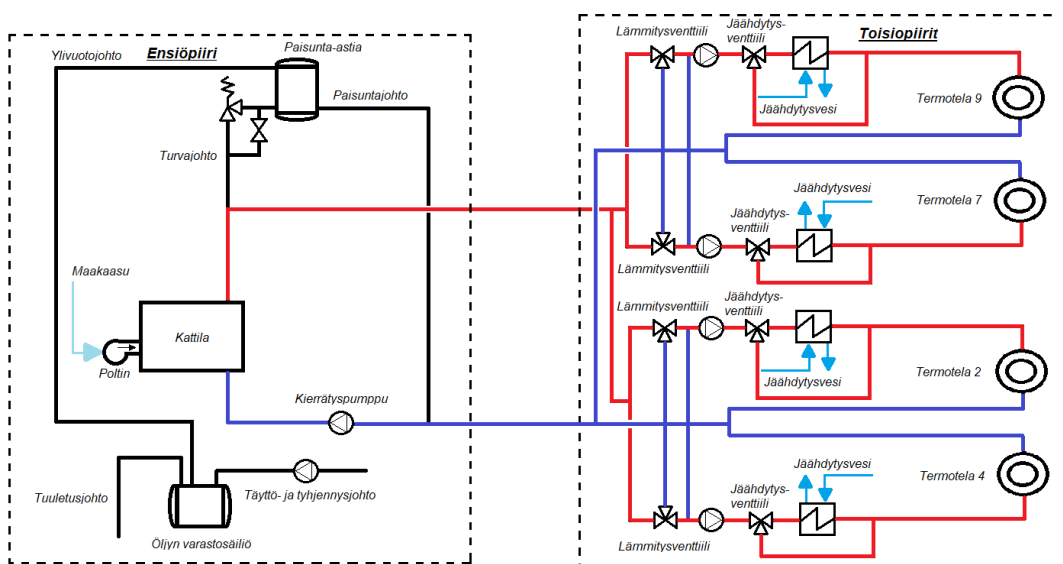 Ensiöpiiri
Ylivuotojohto
Paisunta-astia
Paisuntajohto
Turvajohto
Maakaasu
Kattila
Poltin
Kierrätyspumppu
Tuuletusjohto
Täyttö- ja tyhjennysjohto
Öljyn varastosäiliö
Toisiopiirit
Lämmitysventtiili
Jäähdytys-
venttiili
Jäähdytysvesi
Termotela 9
Jäähdytys-
venttiili
Jäähdytysvesi
Termotela 7
Lämmitysventtiili
Lämmitysventtiili
Jäähdytys-
venttiili
Jäähdytysvesi
Termotela 2
Jäähdytys-
venttiili
Jäähdytysvesi
Termotela 4
Lämmitysventtiili